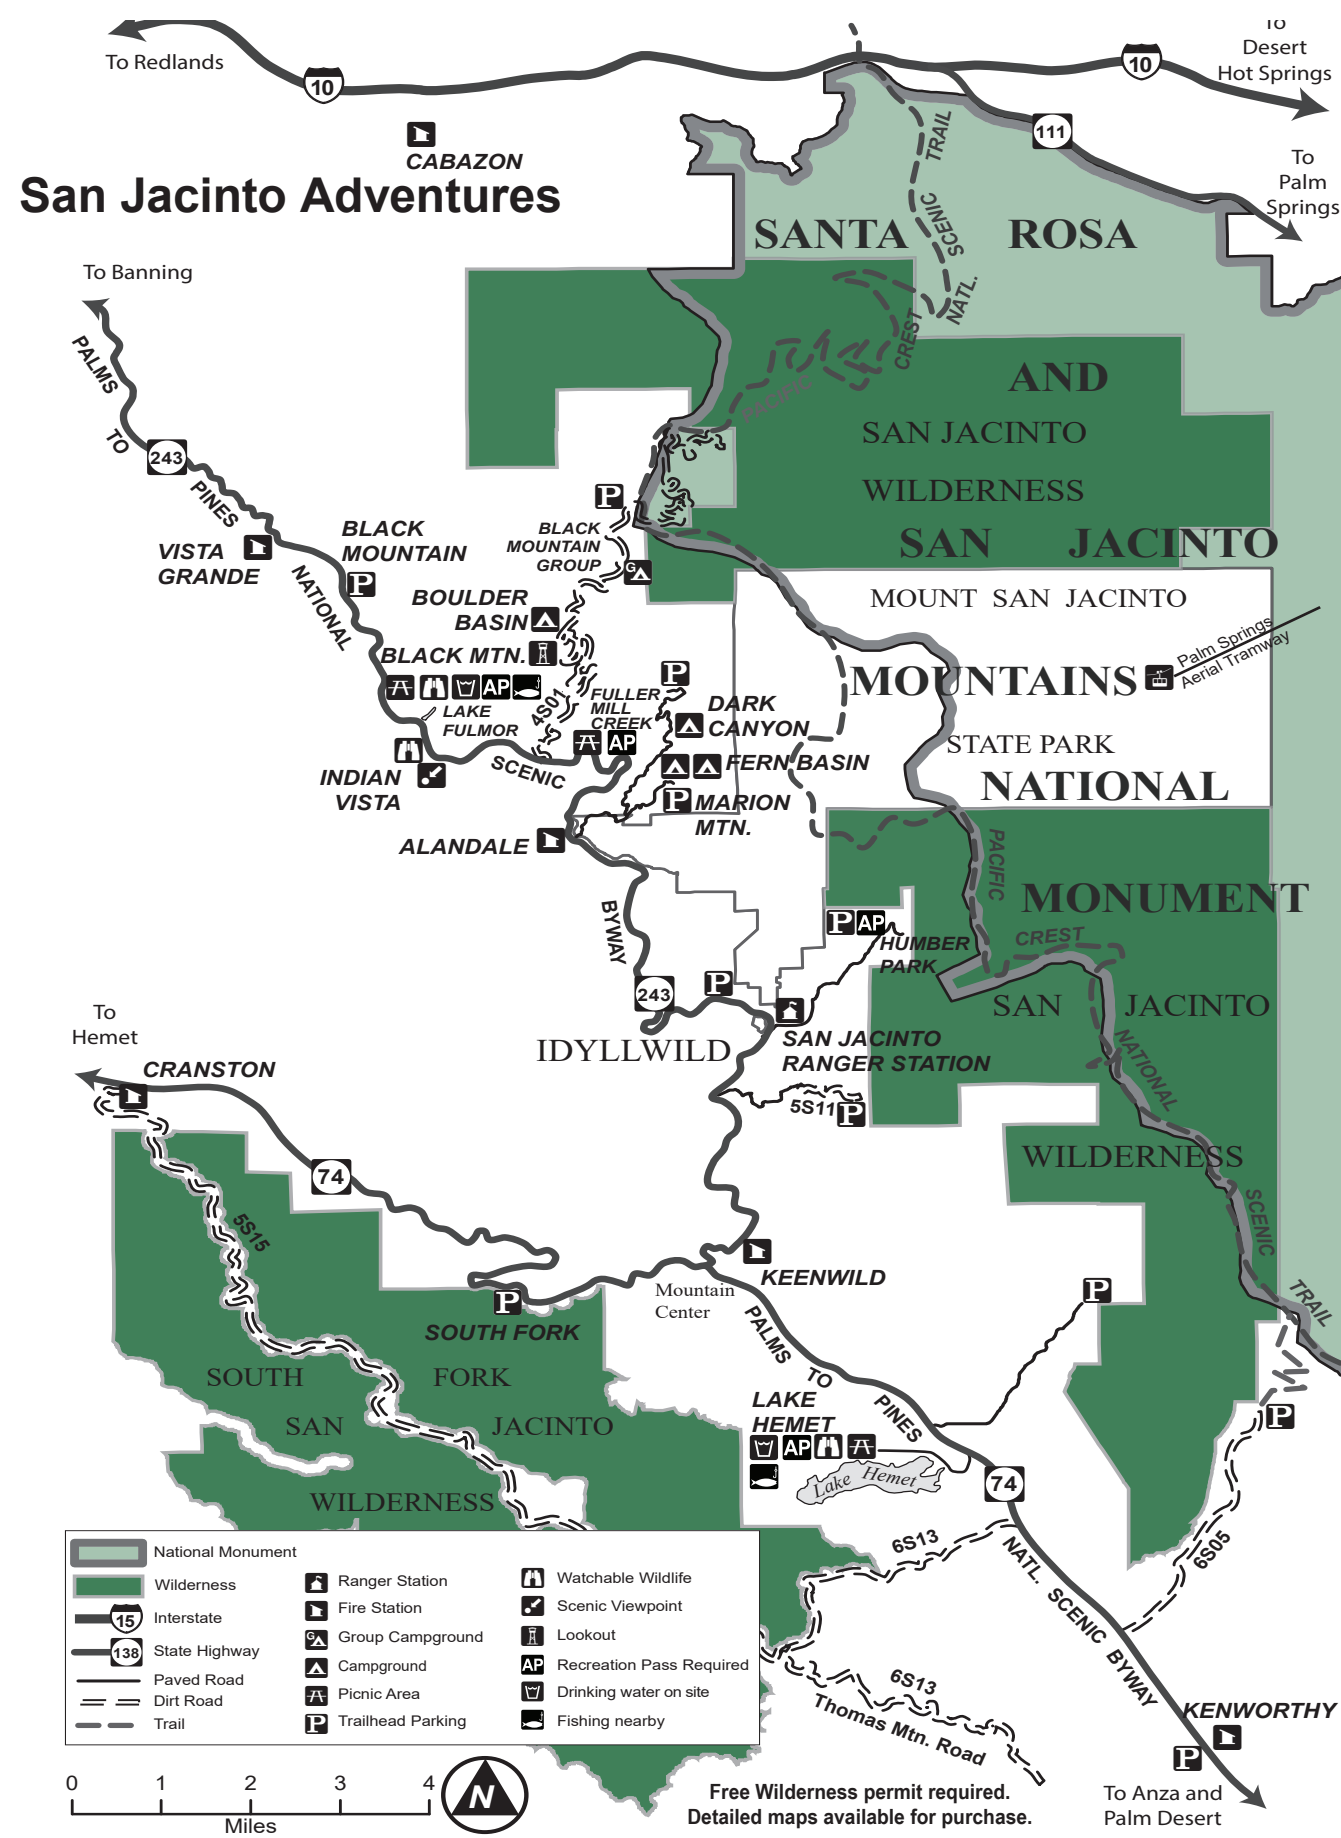 To
Desert
Hot Springs
To Redlands
10
10
111
CABAZON
To
Palm
Springs
San Jacinto Adventures
TRAIL
SCENIC
NATL.
CREST
PACIFIC
SANTA ROSA
To Banning
PALMS
TO
PINES
243
AND
SAN JACINTO
WILDERNESS
SAN JACINTO
P
BLACK
MOUNTAIN
GROUP
G
VISTA
GRANDE
BLACK
MOUNTAIN
P
NATIONAL
BOULDER
BASIN
BLACK MTN.
AP
LAKE
FULMOR
4S01
FULLER
MILL
CREEK
AP
P
DARK
CANYON
FERN BASIN
P
MARION
MTN.
MOUNT SAN JACINTO
MOUNTAINS
Palm Springs
Aerial Tramway
STATE PARK
NATIONAL
INDIAN
VISTA
SCENIC
ALANDALE
BYWAY
PACIFIC
MONUMENT
CREST
P AP
HUMBER
PARK
243
P
IDYLLWILD
SAN JACINTO
RANGER STATION
SAN JACINTO
NATIONAL
WILDERNESS
SCENIC
TRAIL
To
Hemet
CRANSTON
5S11
P
74
5S15
KEENWILD
Mountain
Center
P
SOUTH FORK
P
SOUTH FORK
SAN JACINTO
WILDERNESS
PALMS
TO
PINES
LAKE
HEMET
AP
Lake Hemet
P
74
6S13
6S05
NATL. SCENIC BYWAY
6S13
Thomas Mtn. Road
KENWORTHY
P
To Anza and
Palm Desert
National Monument
Wilderness
15 Interstate
138 State Highway
Paved Road
Dirt Road
Trail
Ranger Station
Fire Station
G Group Campground
Campground
Picnic Area
P Trailhead Parking
Watchable Wildlife
Scenic Viewpoint
Lookout
AP Recreation Pass Required
Drinking water on site
Fishing nearby
0 1 2 3 4
Miles
N
Free Wilderness permit required.
Detailed maps available for purchase.